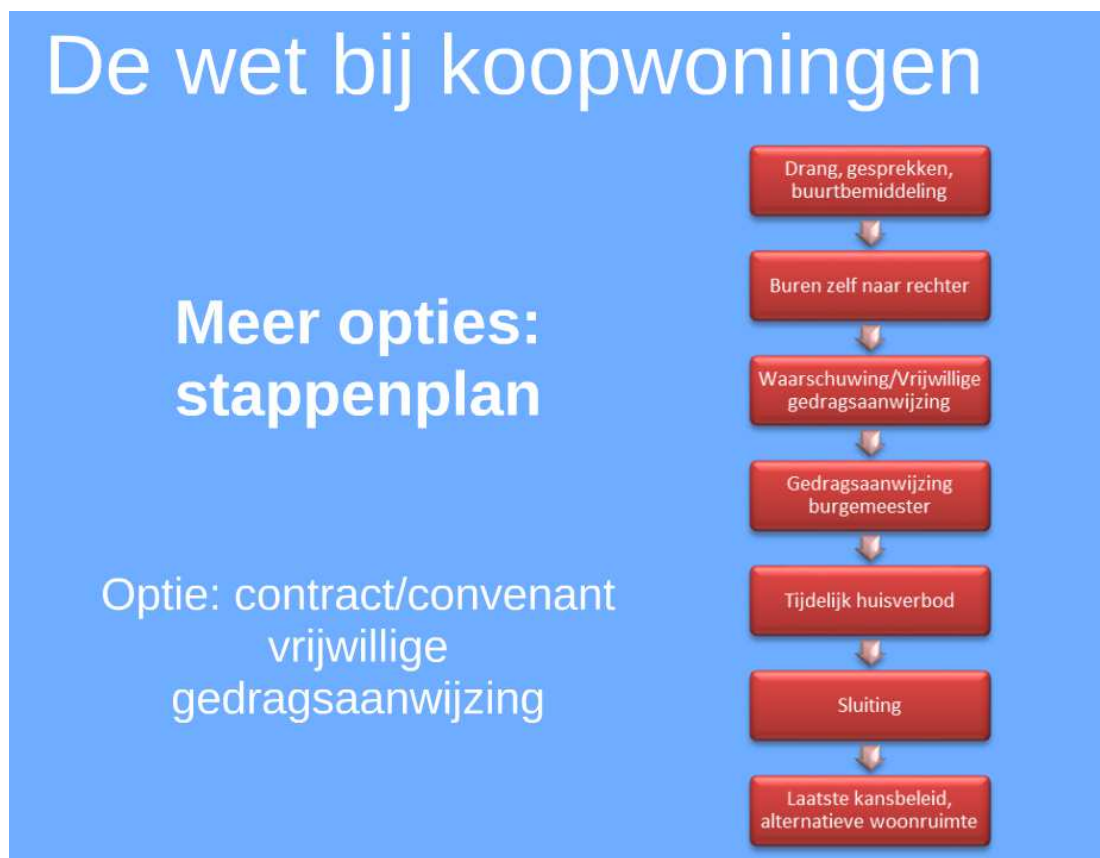 De wet bij koopwoningen
Meer opties:
stappenplan
Optie: contract/convenant
vrijwillige
gedragsaanwijzing
Drang, gesprekken,
buurtbemiddeling
Buren zelf naar rechter
Waarschuwing/Vrijwillige
gedragsaanwijzing
Gedragsaanwijzing
burgemeester
Tijdelijk huisverbod
Sluiting
Laatste kansbeleid,
alternatieve woonruimte